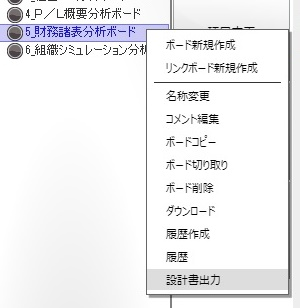 4_P／L概要分析ボード
5_財務諸表分析ボード
6_組織シミュレーション分析
ボード新規作成
リンクボード新規作成
名称変更
コメント編集
ボードコピー
ボード切り取り
ボード削除
ダウンロード
履歴作成
履歴
設計書出力